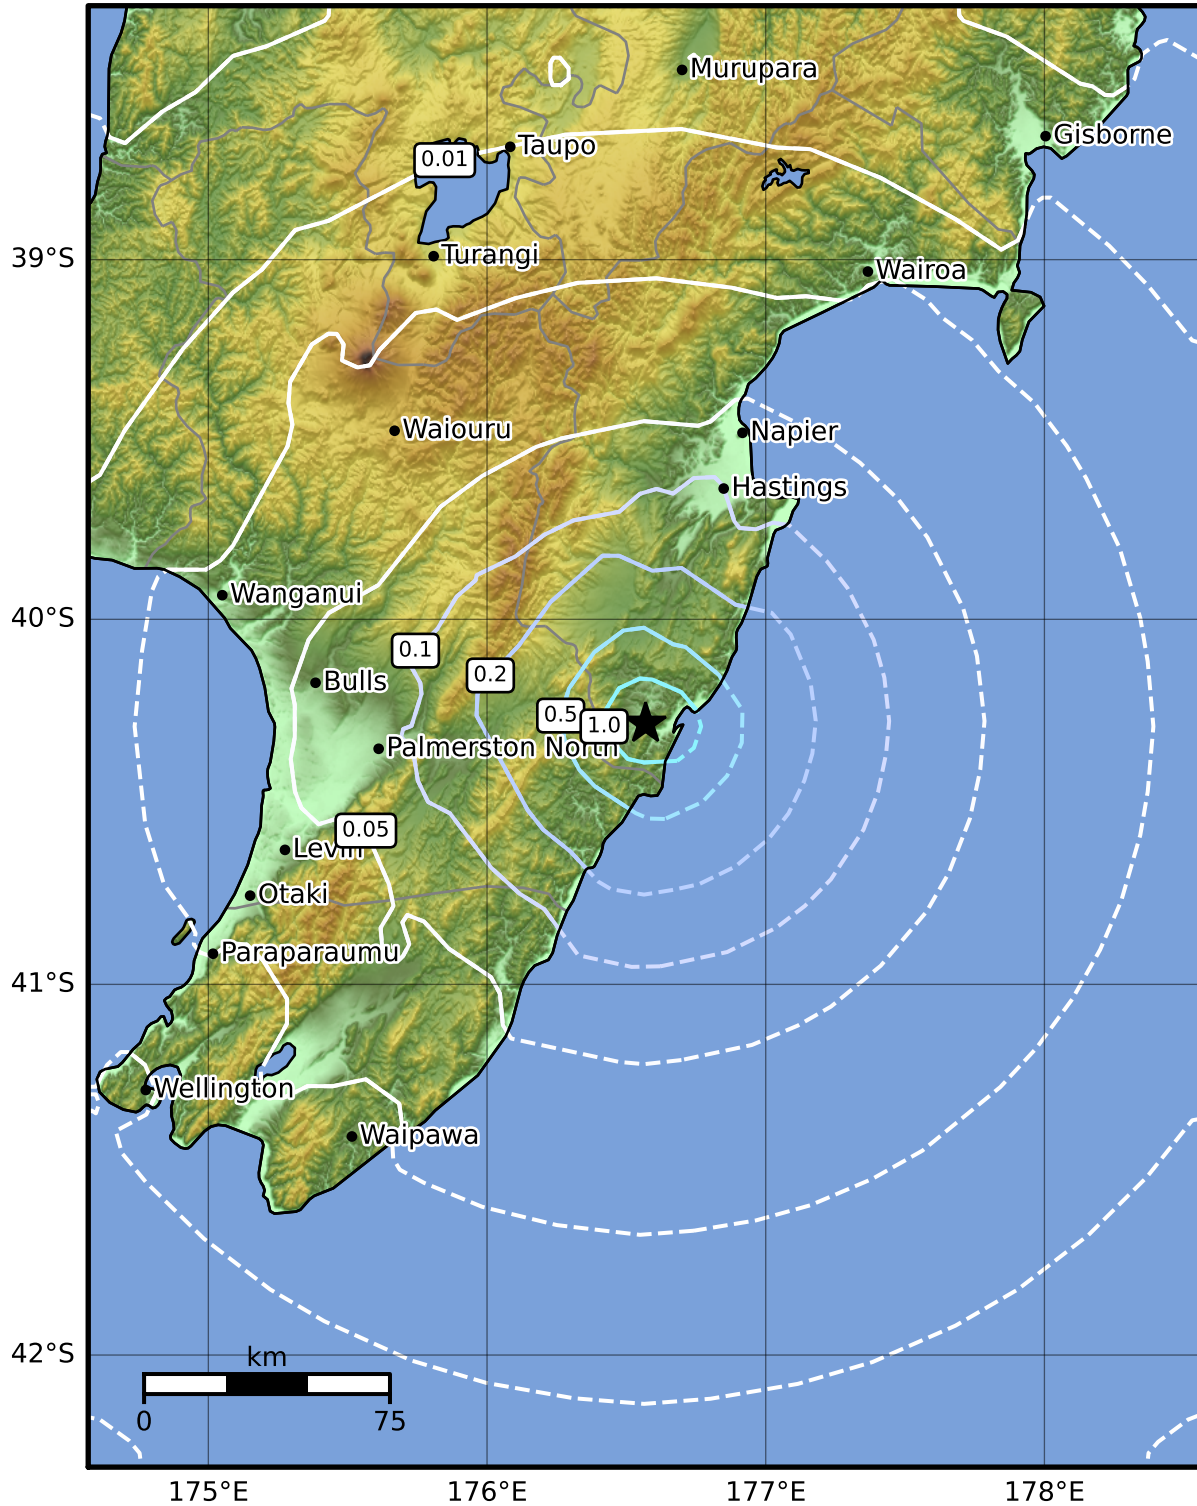 Murupara
Gisborne
Taupo
0.01
39°S
Turangi
Wairoa
Waiouru
Napier
Hastings
Wanganui
40°S
0.1
0.2
Bulls
0.5
1.0
Palmerston North
0.05
Levin
Otaki
Paraparaumu
41°S
Wellington
Waipawa
42°S
km
0
75
175°E
176°E
177°E
178°E